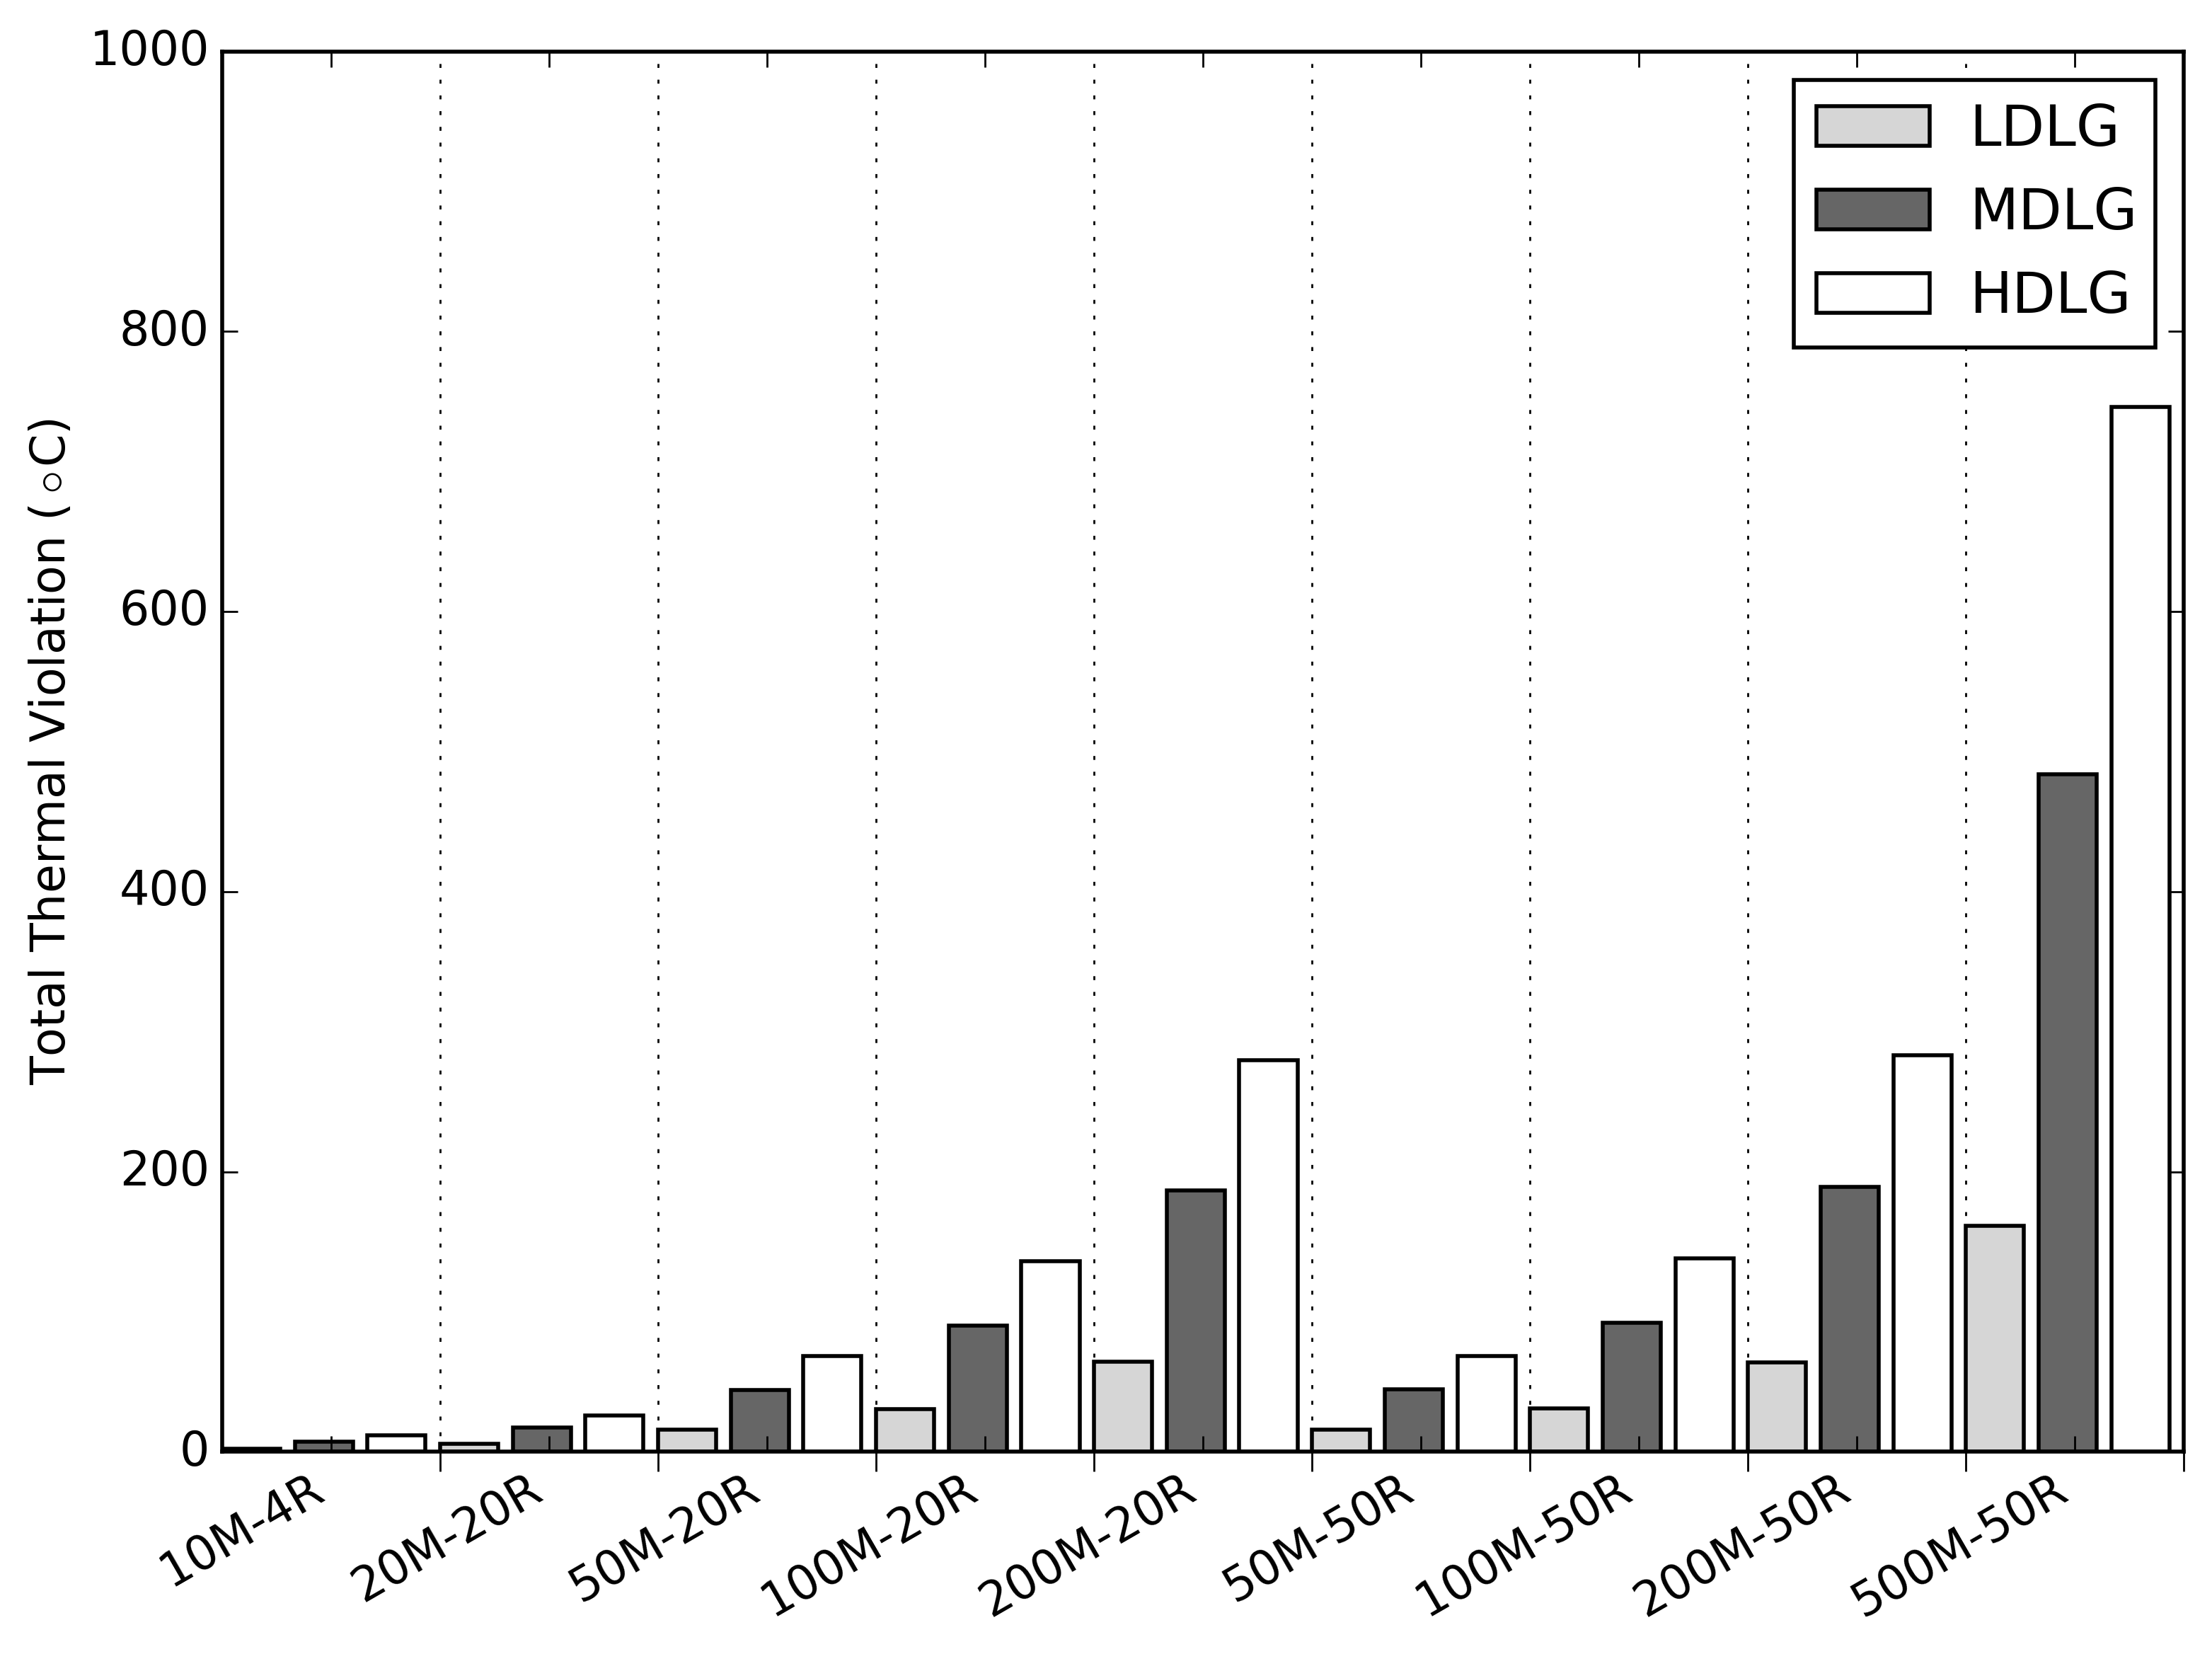 Total Thermal Violation (∘C)
1000
800
600
400
200
0
LDLG
MDLG
HDLG
10M-4R
20M-20R
50M-20R
100M-20R
200M-20R
50M-50R
100M-50R
200M-50R
500M-50R